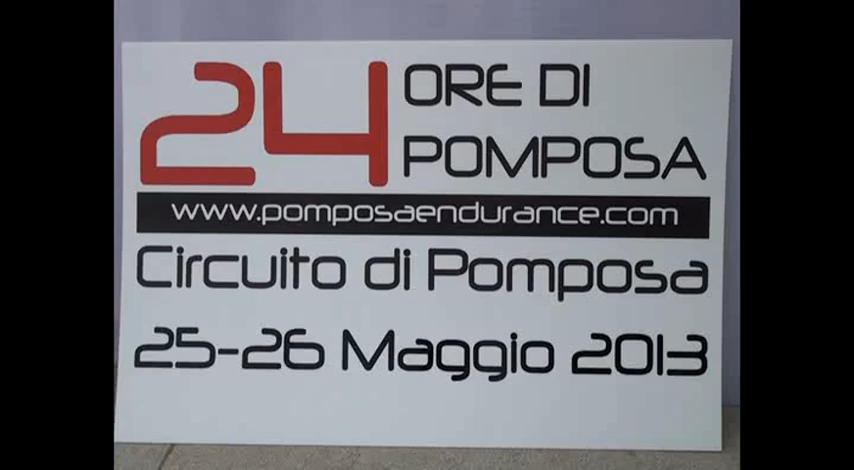 24 ORE DI
POMPOSA
www.pomposaendurance.com
Circuito di Pomposa
25-26 Maggio 2013